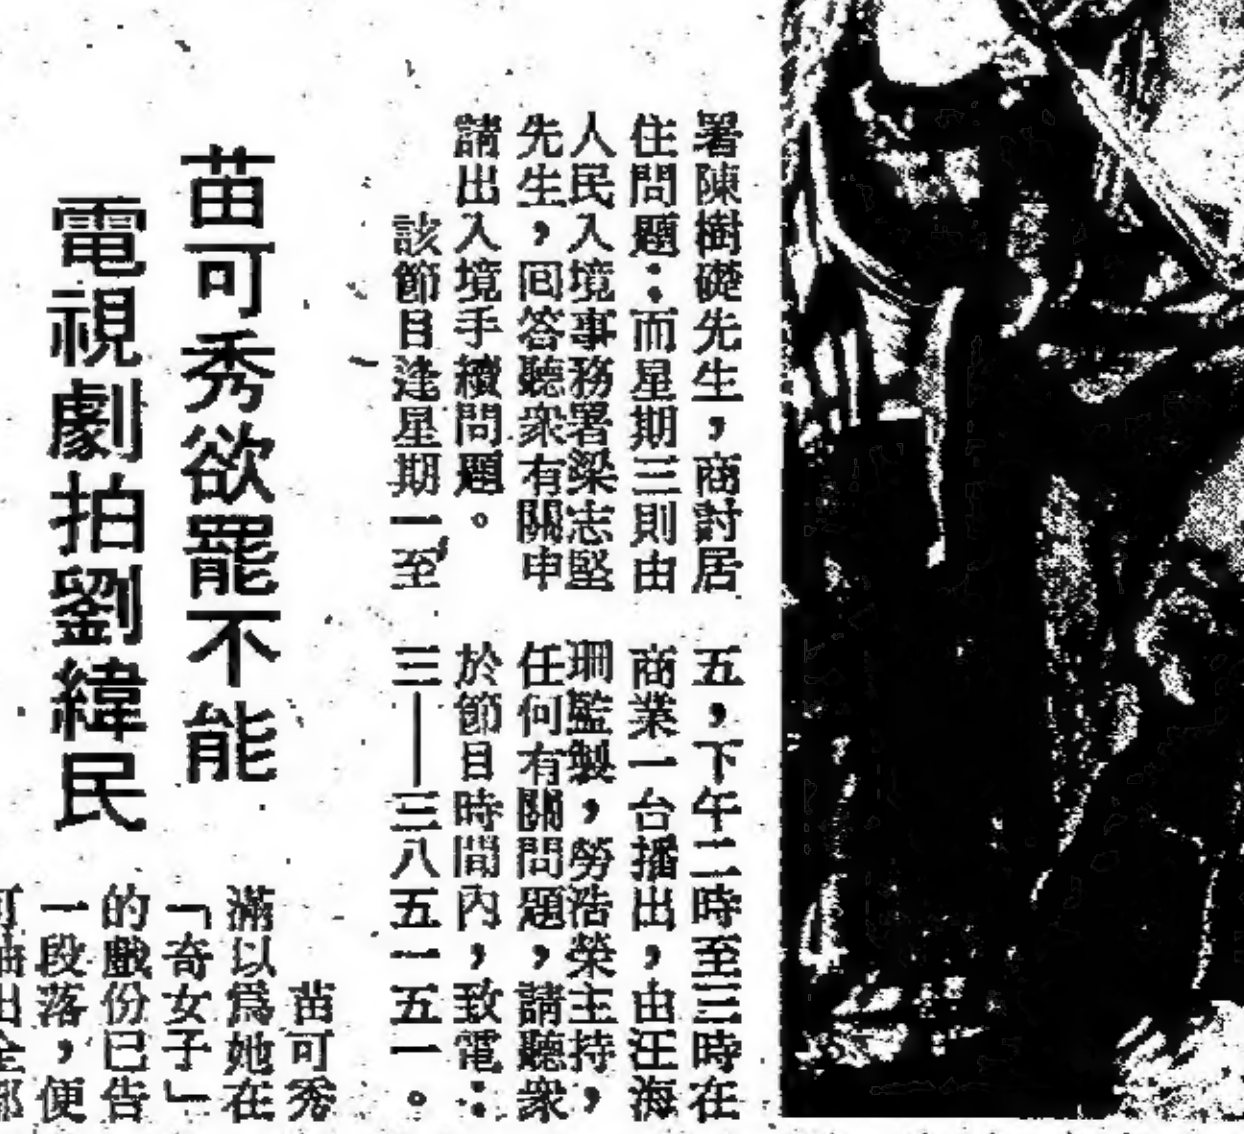 署陳樹礎先生，商討居
住問題；而星期三則由
人民入境事務署梁志堅
先生，回答聽衆有關申
請出入境手續問題。
該節目逢星期一至
五，下午二時至三時在
商業一台播出，由汪海
珊監製，勞浩榮主持，
任何有關問題，請聽衆
於節目時間內，致電：
三——三八五一一五一。
苗可秀欲罷不能
電視劇拍劉緯民
苗可秀
滿以爲她在
「奇女子」
的戲份已告
一段落，便